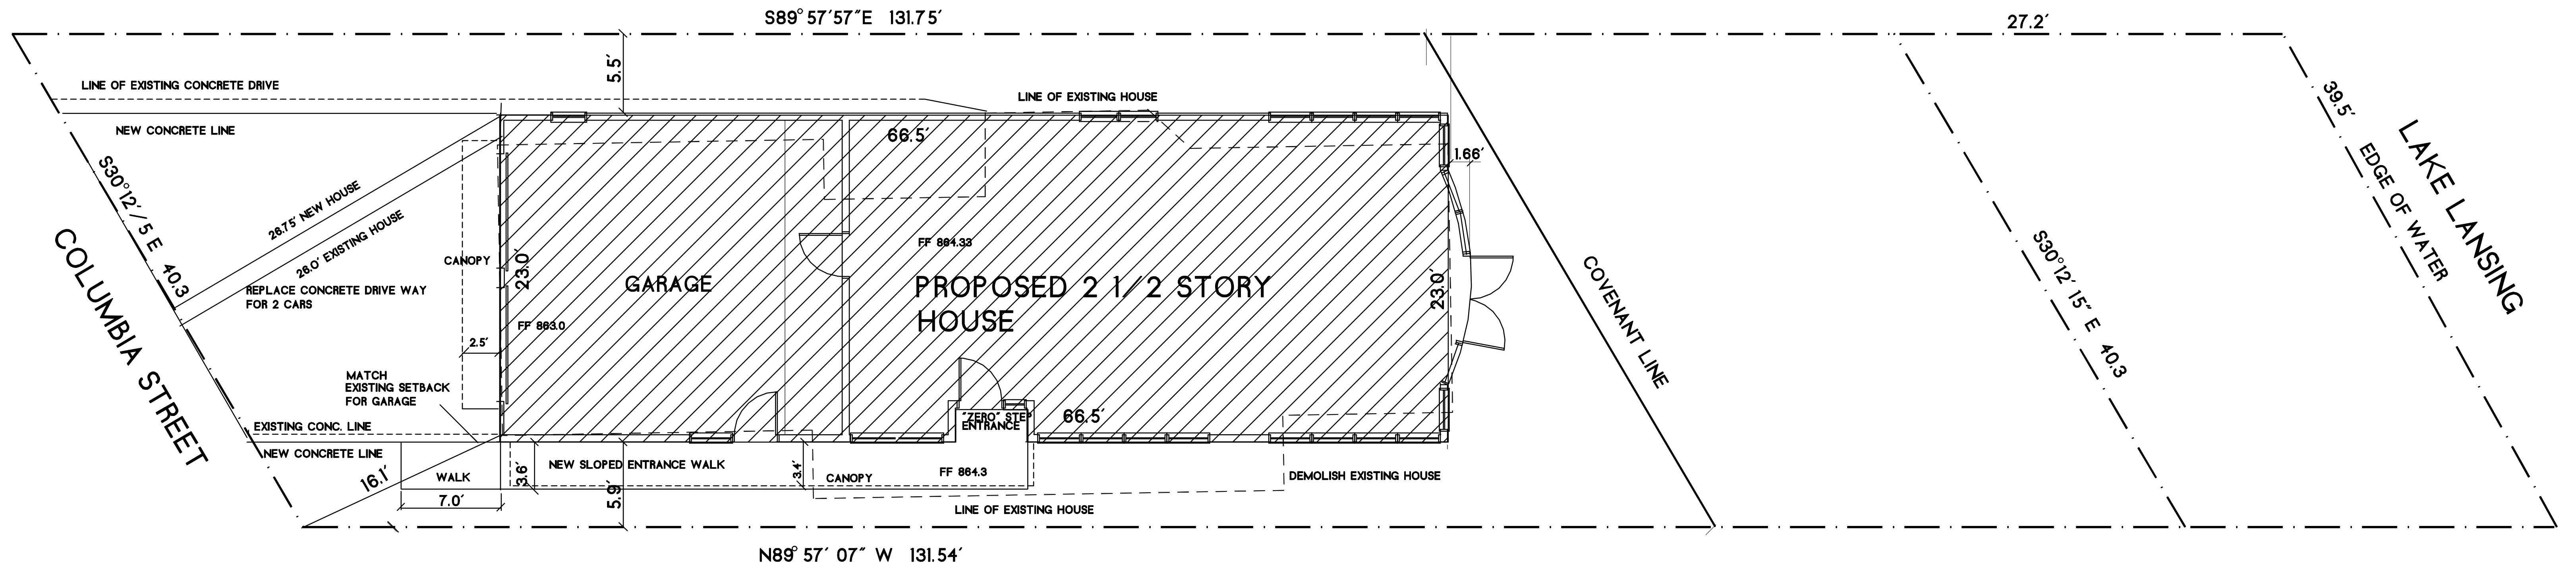 S89° 57′57″E 131.75′
27.2′
5.5′
LINE OF EXISTING CONCRETE DRIVE
LINE OF EXISTING HOUSE
39.5′ EDGE OF WATER
LAKE LANSING
NEW CONCRETE LINE
66.5′
1.66′
S30°12′ / 5 E 40.3
26.75′ NEW HOUSE
26.0′ EXISTING HOUSE
COLUMBIA STREET
CANOPY
23.0′
FF 864.33
GARAGE
PROPOSED 2 1/2 STORY
HOUSE
23.0′
COVENANT LINE
S30°12′ 15″ E 40.3
REPLACE CONCRETE DRIVE WAY
FOR 2 CARS
FF 863.0
2.5′
MATCH
EXISTING SETBACK
FOR GARAGE
"ZERO" STEP
ENTRANCE
66.5′
EXISTING CONC. LINE
NEW CONCRETE LINE
16.1′
WALK
7.0′
3.6′
NEW SLOPED ENTRANCE WALK
5.9′
3.4′
CANOPY
FF 864.3
DEMOLISH EXISTING HOUSE
LINE OF EXISTING HOUSE
N89° 57′ 07″ W 131.54′